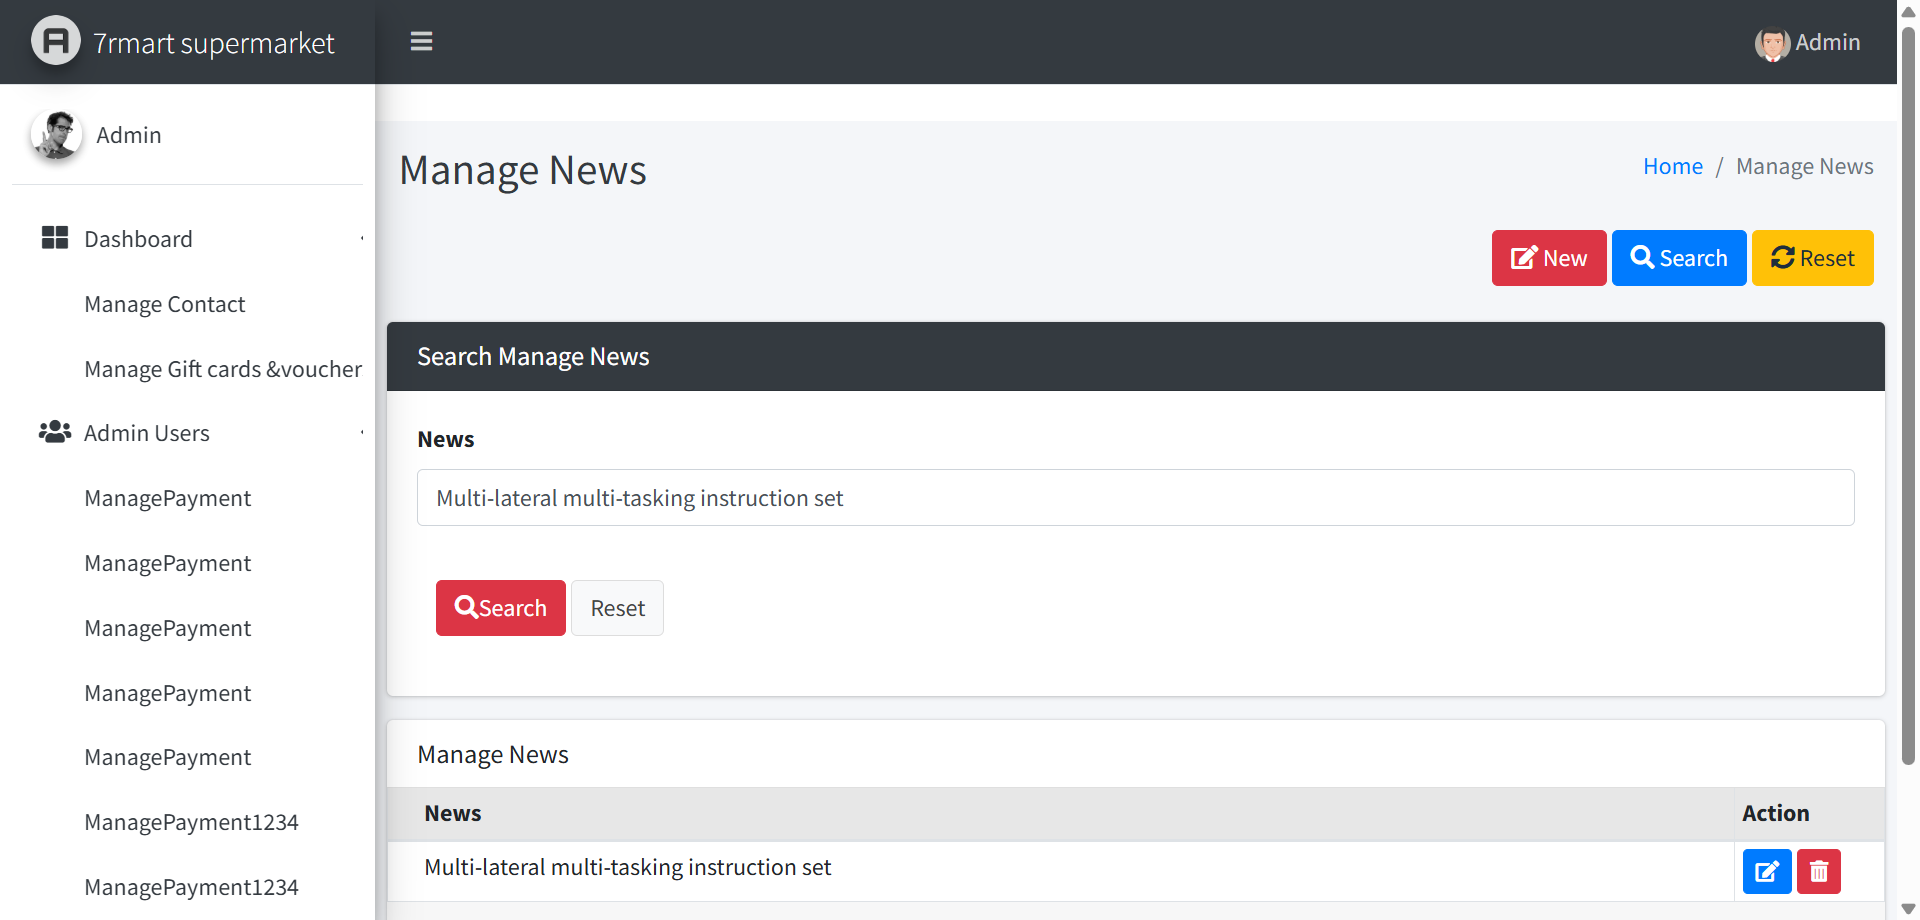 7rmart supermarket
Admin
Admin
Manage News
Home / Manage News
Dashboard
Manage Contact
Manage Gift cards &voucher
Admin Users
ManagePayment
ManagePayment
ManagePayment
ManagePayment
ManagePayment
ManagePayment1234
ManagePayment1234
New
Search
Reset
Search Manage News
News
Multi-lateral multi-tasking instruction set
Search
Reset
Manage News
News Action
Multi-lateral multi-tasking instruction set